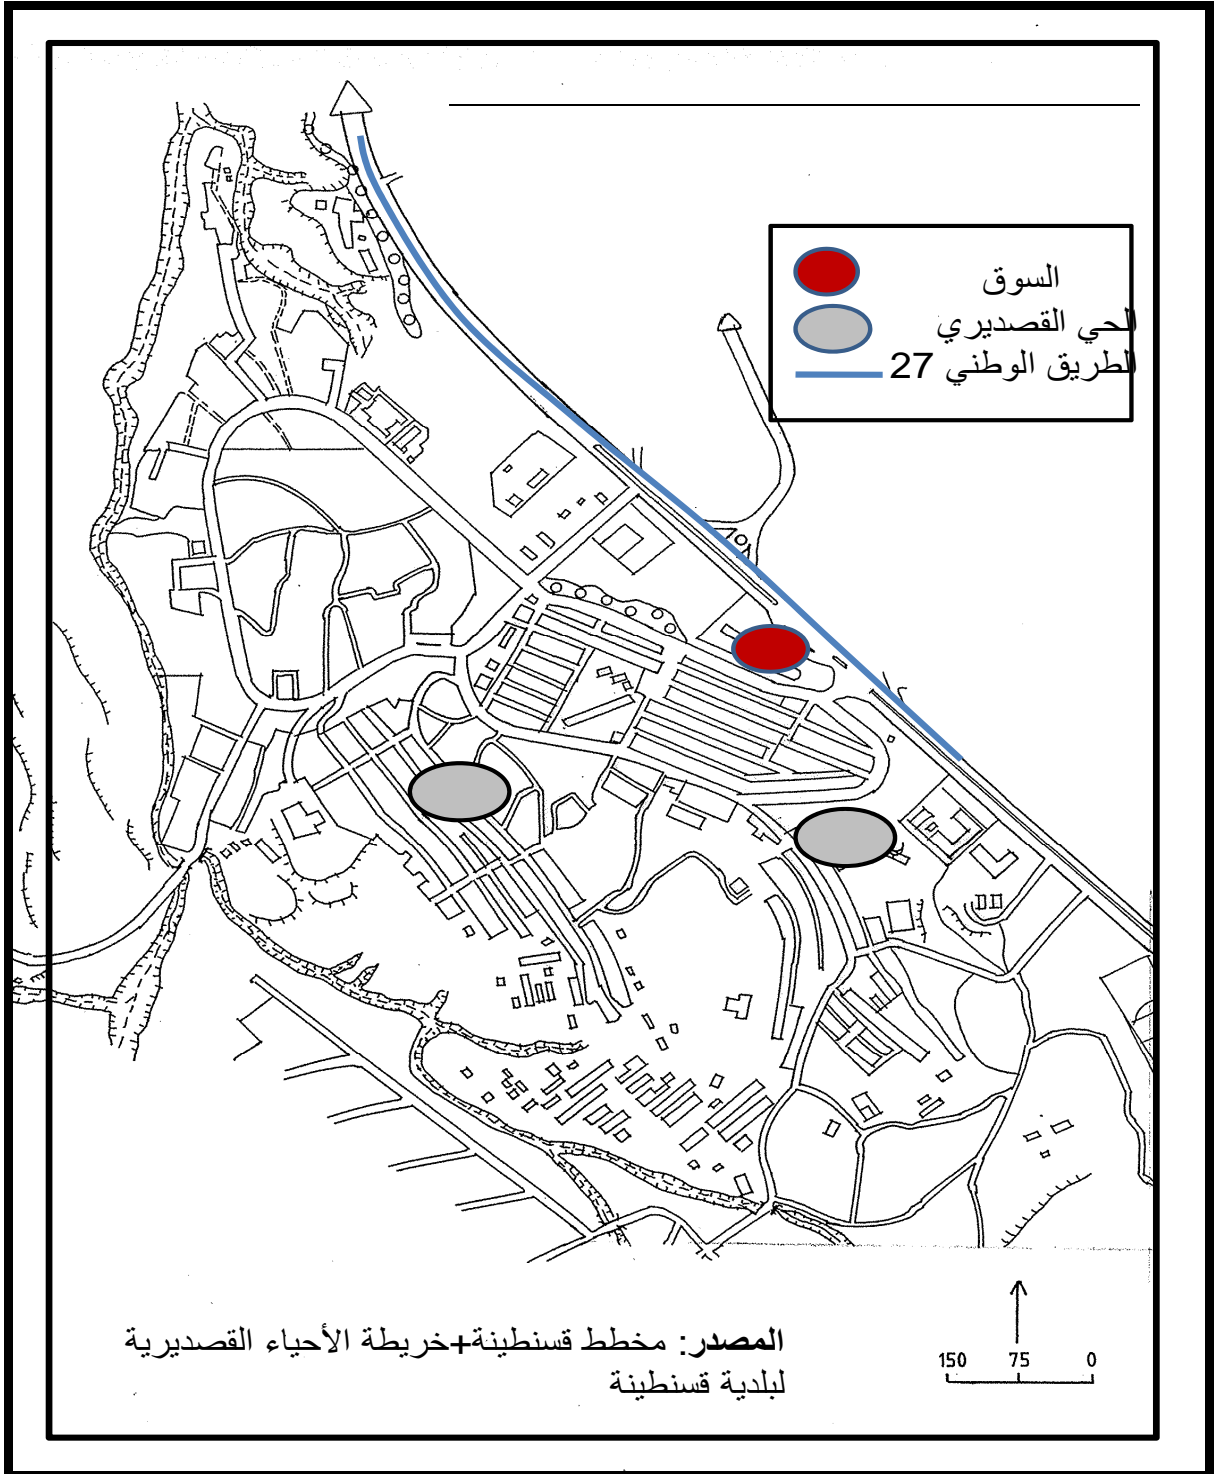 السوق
الحي القصديري
الطريق الوطني 27
المصدر: مخطط قسنطينة+خريطة الأحياء القصديرية
لبلدية قسنطينة
150 75 0